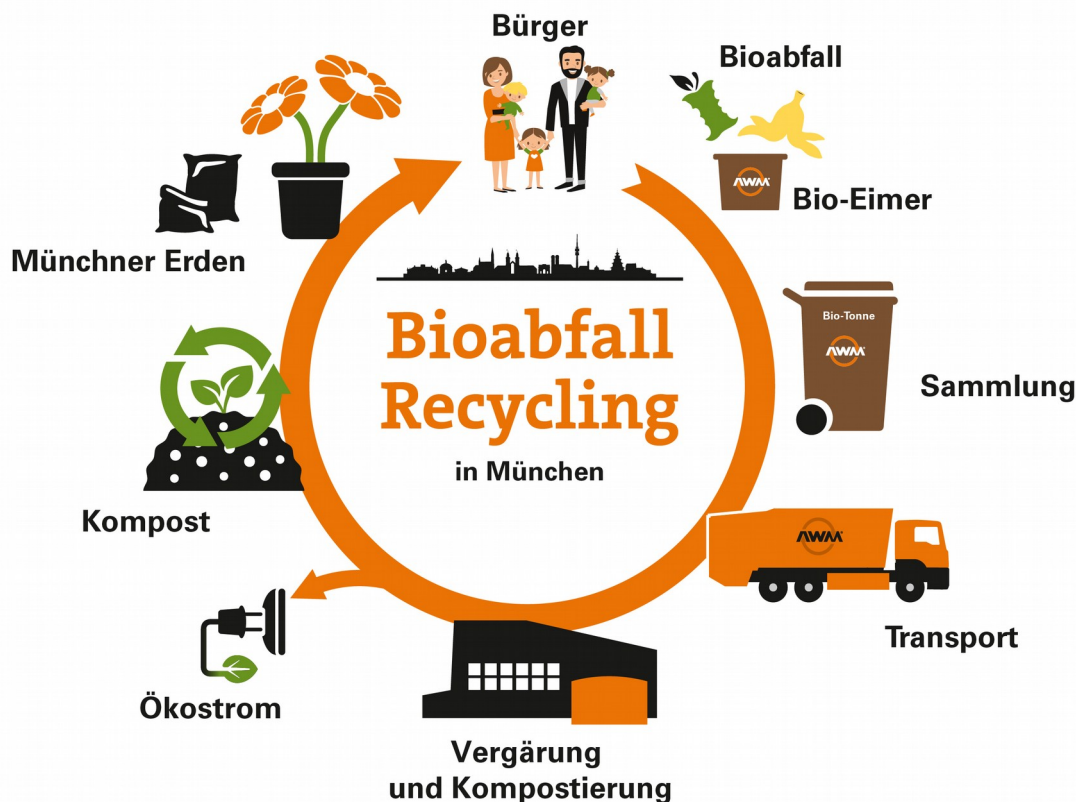 Bürger
Bioabfall
AWM
Bio-Eimer
Bio-Tonne
AWM
Sammlung
AWM
Transport
Vergärung
und Kompostierung
Ökostrom
Kompost
Münchner Erden
Bioabfall
Recycling
in München